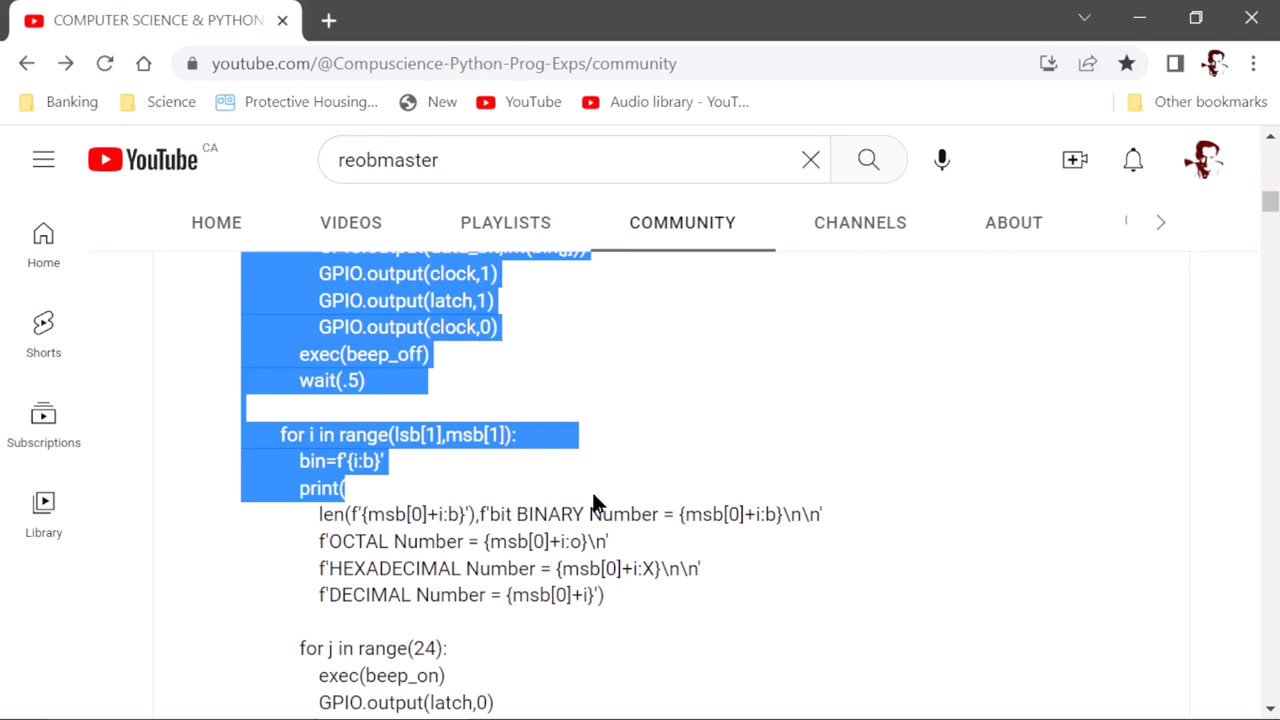 COMPUTER SCIENCE & PYTHON
youtube.com/@Compuscience-Python-Prog-Exps/community
Banking Science Protective Housing... New YouTube Audio library - YouT... Other bookmarks
YouTube CA
reobmaster
HOME VIDEOS PLAYLISTS COMMUNITY CHANNELS ABOUT
Home
Shorts
Subscriptions
Library
GPIO.output(clock,1)
GPIO.output(latch,1)
GPIO.output(clock,0)
exec(beep_off)
wait(.5)
for i in range(lsb[1],msb[1]):
bin=f'{i:b}'
print(
len(f'{msb[0]+i:b}'),f'bit BINARY Number = {msb[0]+i:b}\n\n'
f'OCTAL Number = {msb[0]+i:o}\n'
f'HEXADECIMAL Number = {msb[0]+i:X}\n\n'
f'DECIMAL Number = {msb[0]+i}')
for j in range(24):
exec(beep_on)
GPIO.output(latch,0)